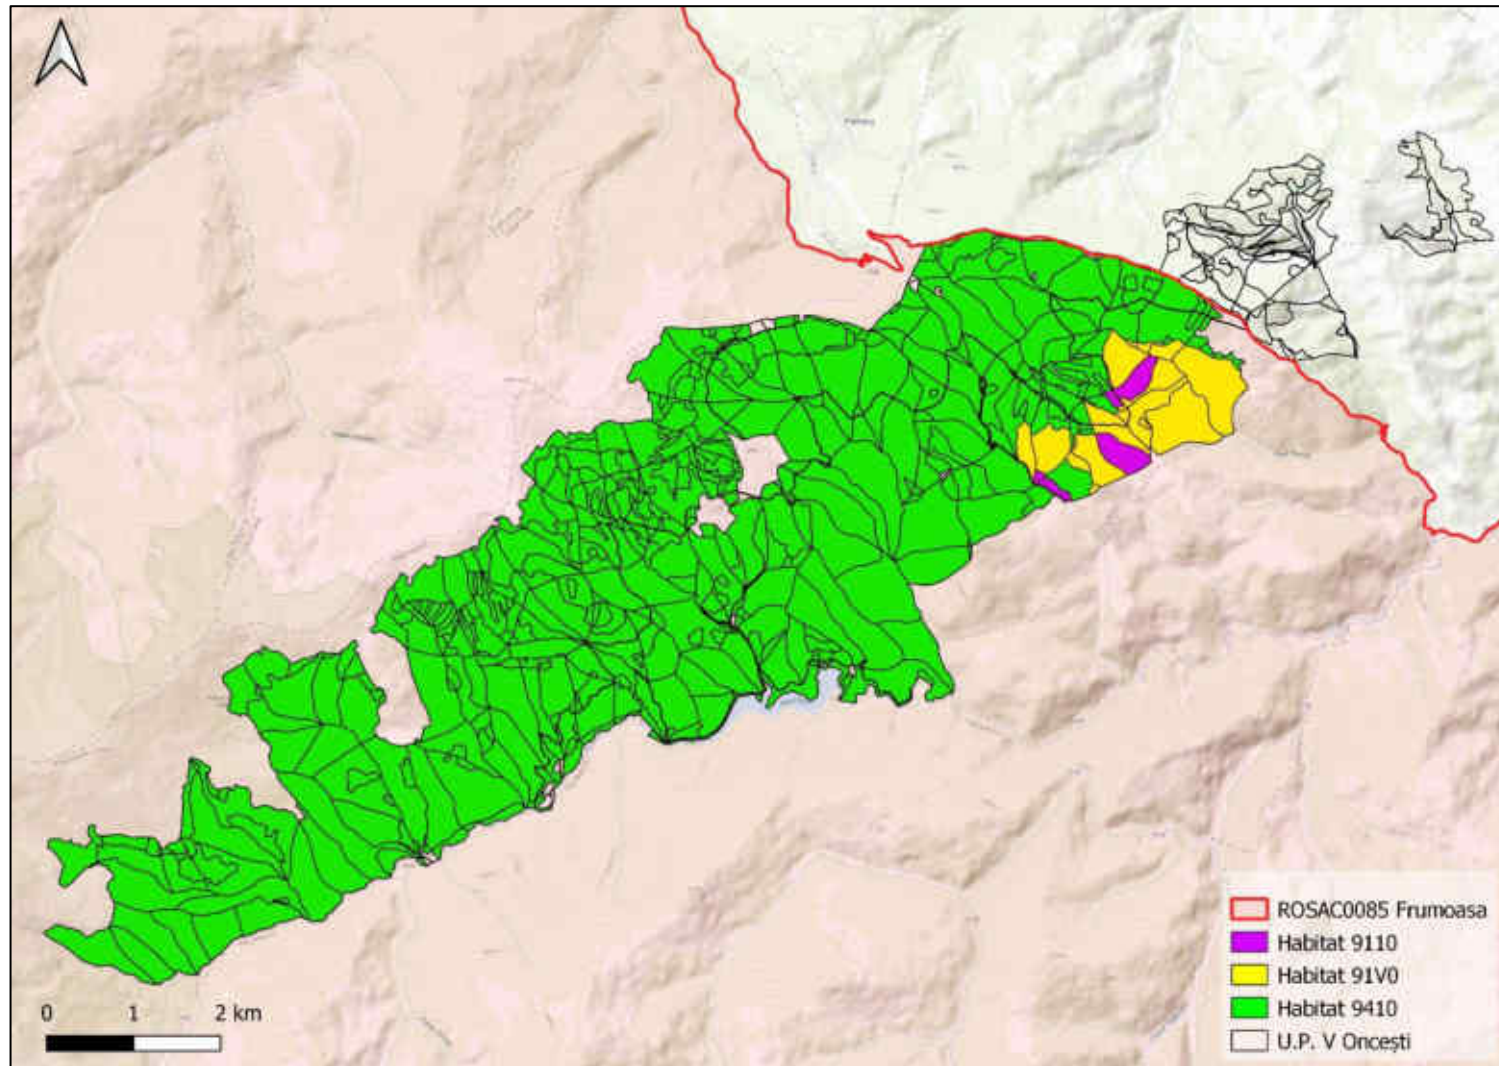 ROSAC0085 Frumoasa
Habitat 9110
Habitat 91V0
Habitat 9410
U.P. V Oncești
0 1 2 km